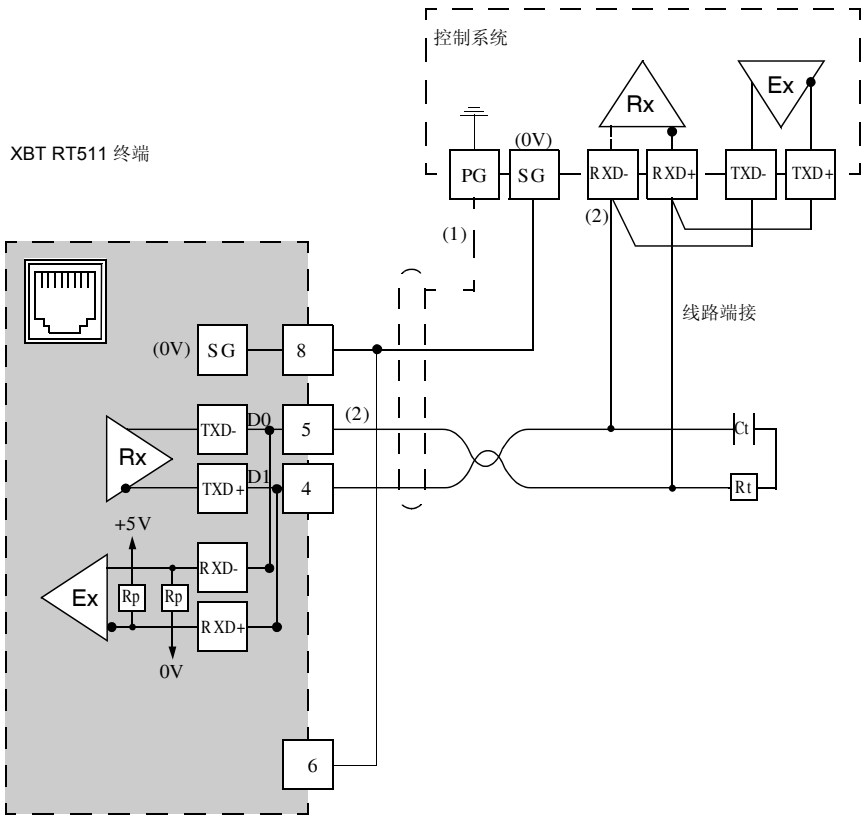 控制系统
Rx
Ex
XBT RT511 终端
(0V)
PG
SG
RXD-
RXD+
TXD-
TXD+
(2)
(1)
线路端接
(0V)
SG
8
TXD-
D0
5
(2)
Ct
Rx
TXD+
D1
4
Rt
+5V
RXD-
Ex
Rp
Rp
RXD+
0V
6